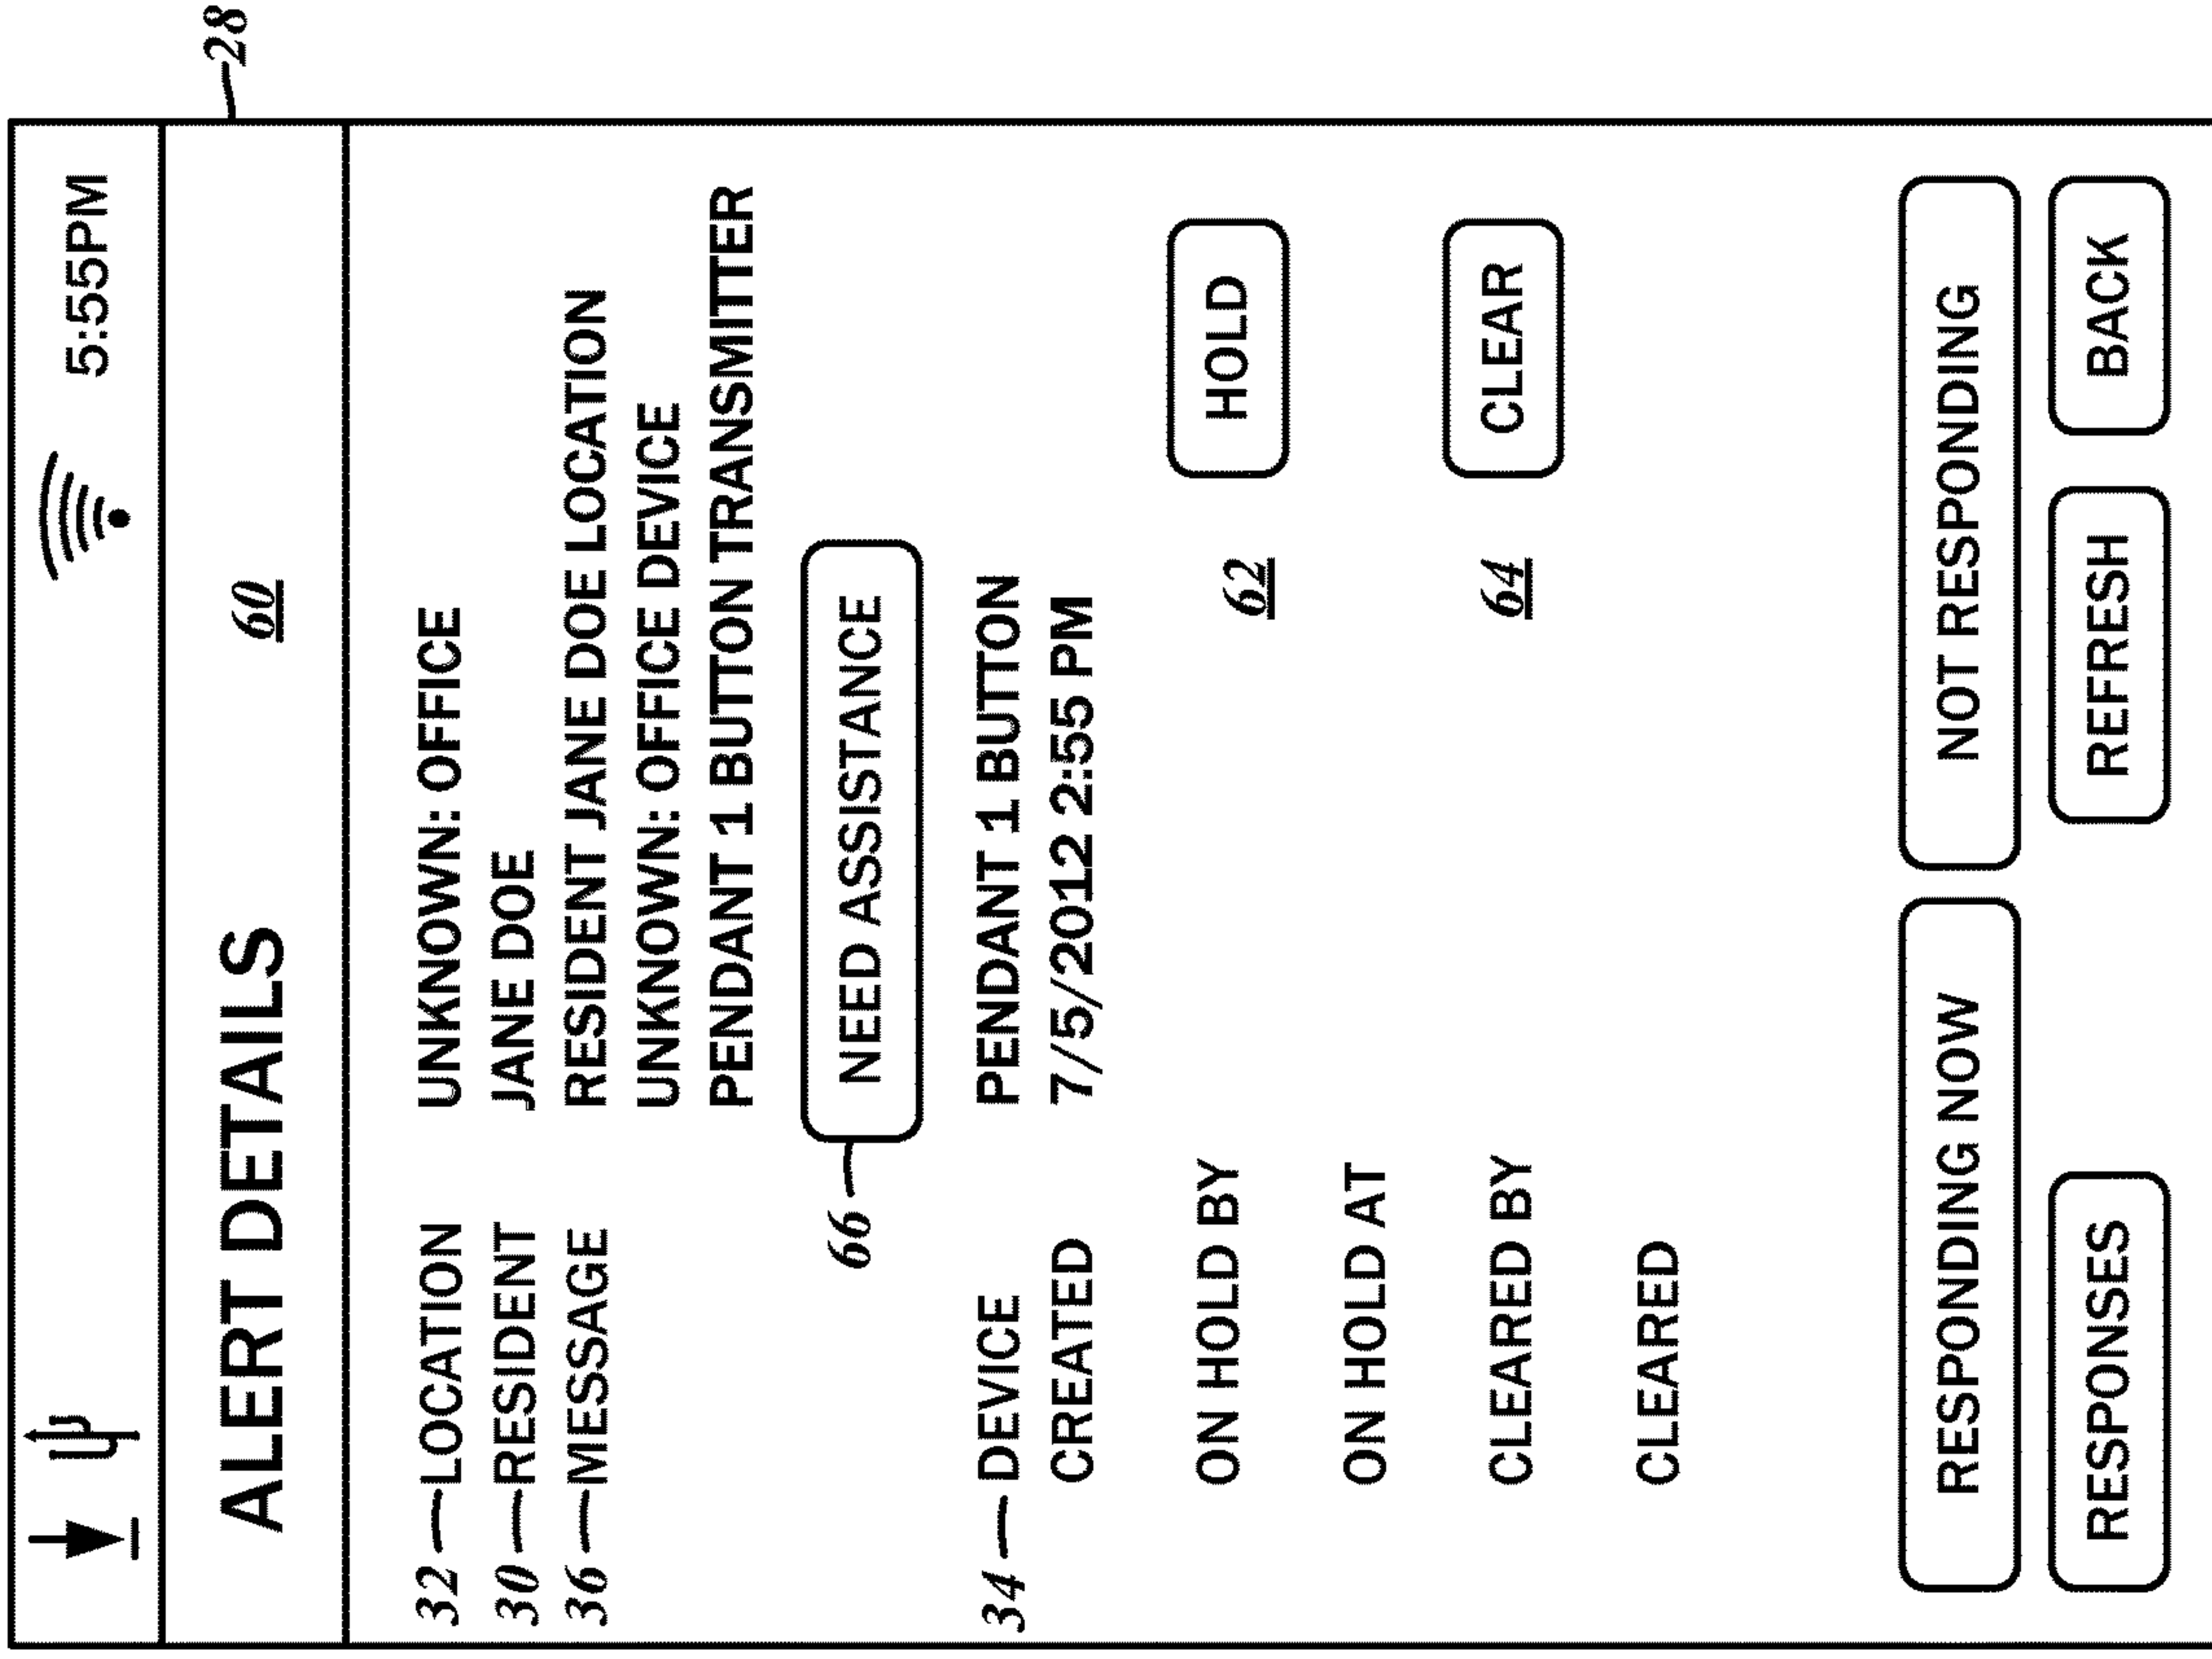 5:55PM
28
ALERT DETAILS 60
32 LOCATION UNKNOWN: OFFICE
30 RESIDENT JANE DOE
36 MESSAGE RESIDENT JANE DOE LOCATION
UNKNOWN: OFFICE DEVICE
PENDANT 1 BUTTON TRANSMITTER
66 NEED ASSISTANCE
34 DEVICE PENDANT 1 BUTTON
CREATED 7/5/2012 2:55 PM
ON HOLD BY 62 HOLD
ON HOLD AT
CLEARED BY 64 CLEAR
CLEARED
RESPONDING NOW NOT RESPONDING
RESPONSES REFRESH BACK